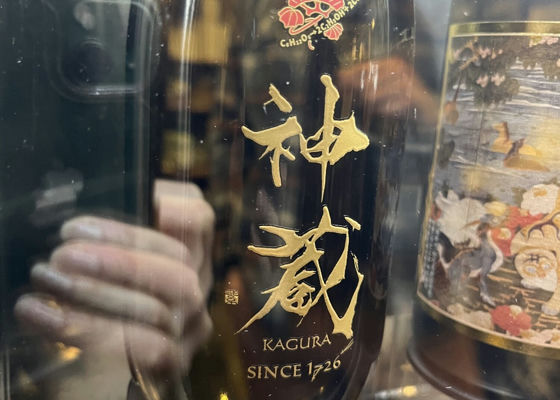 神
蔵
KAGURA
SINCE 1726